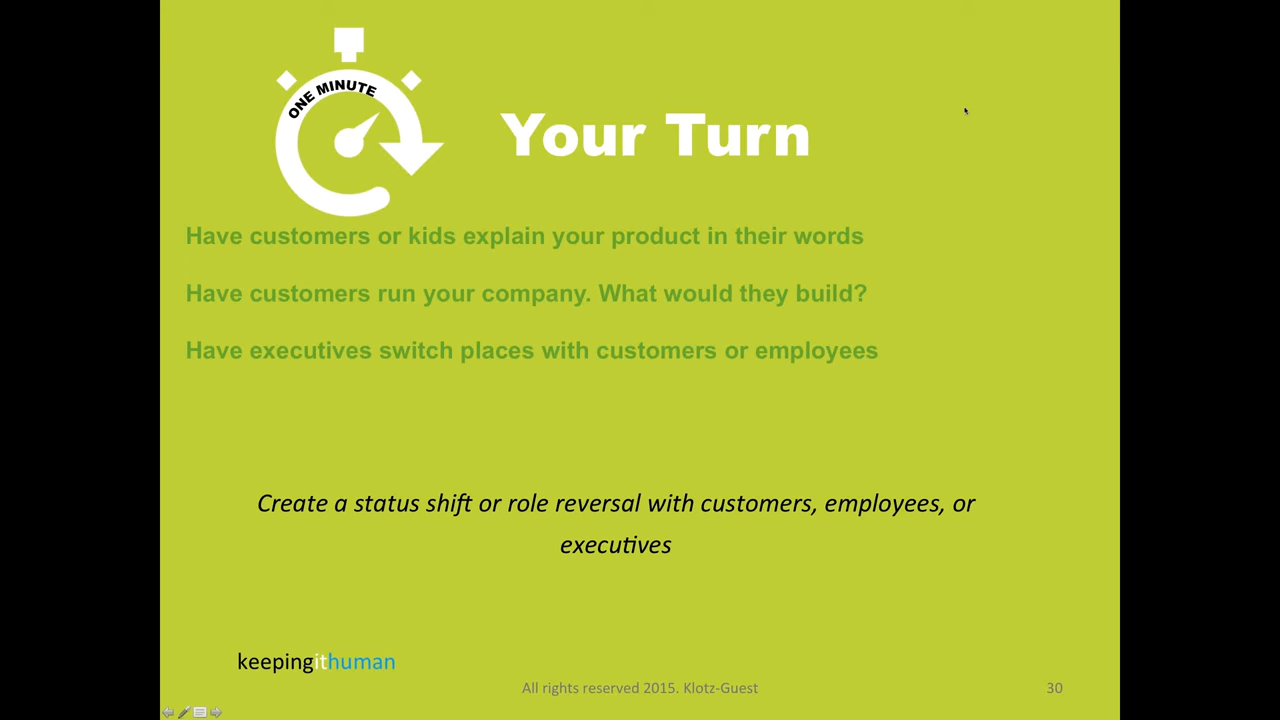 ONE MINUTE
Your Turn
Have customers or kids explain your product in their words
Have customers run your company. What would they build?
Have executives switch places with customers or employees
Create a status shift or role reversal with customers, employees, or
executives
keepingithuman
All rights reserved 2015. Klotz-Guest
30